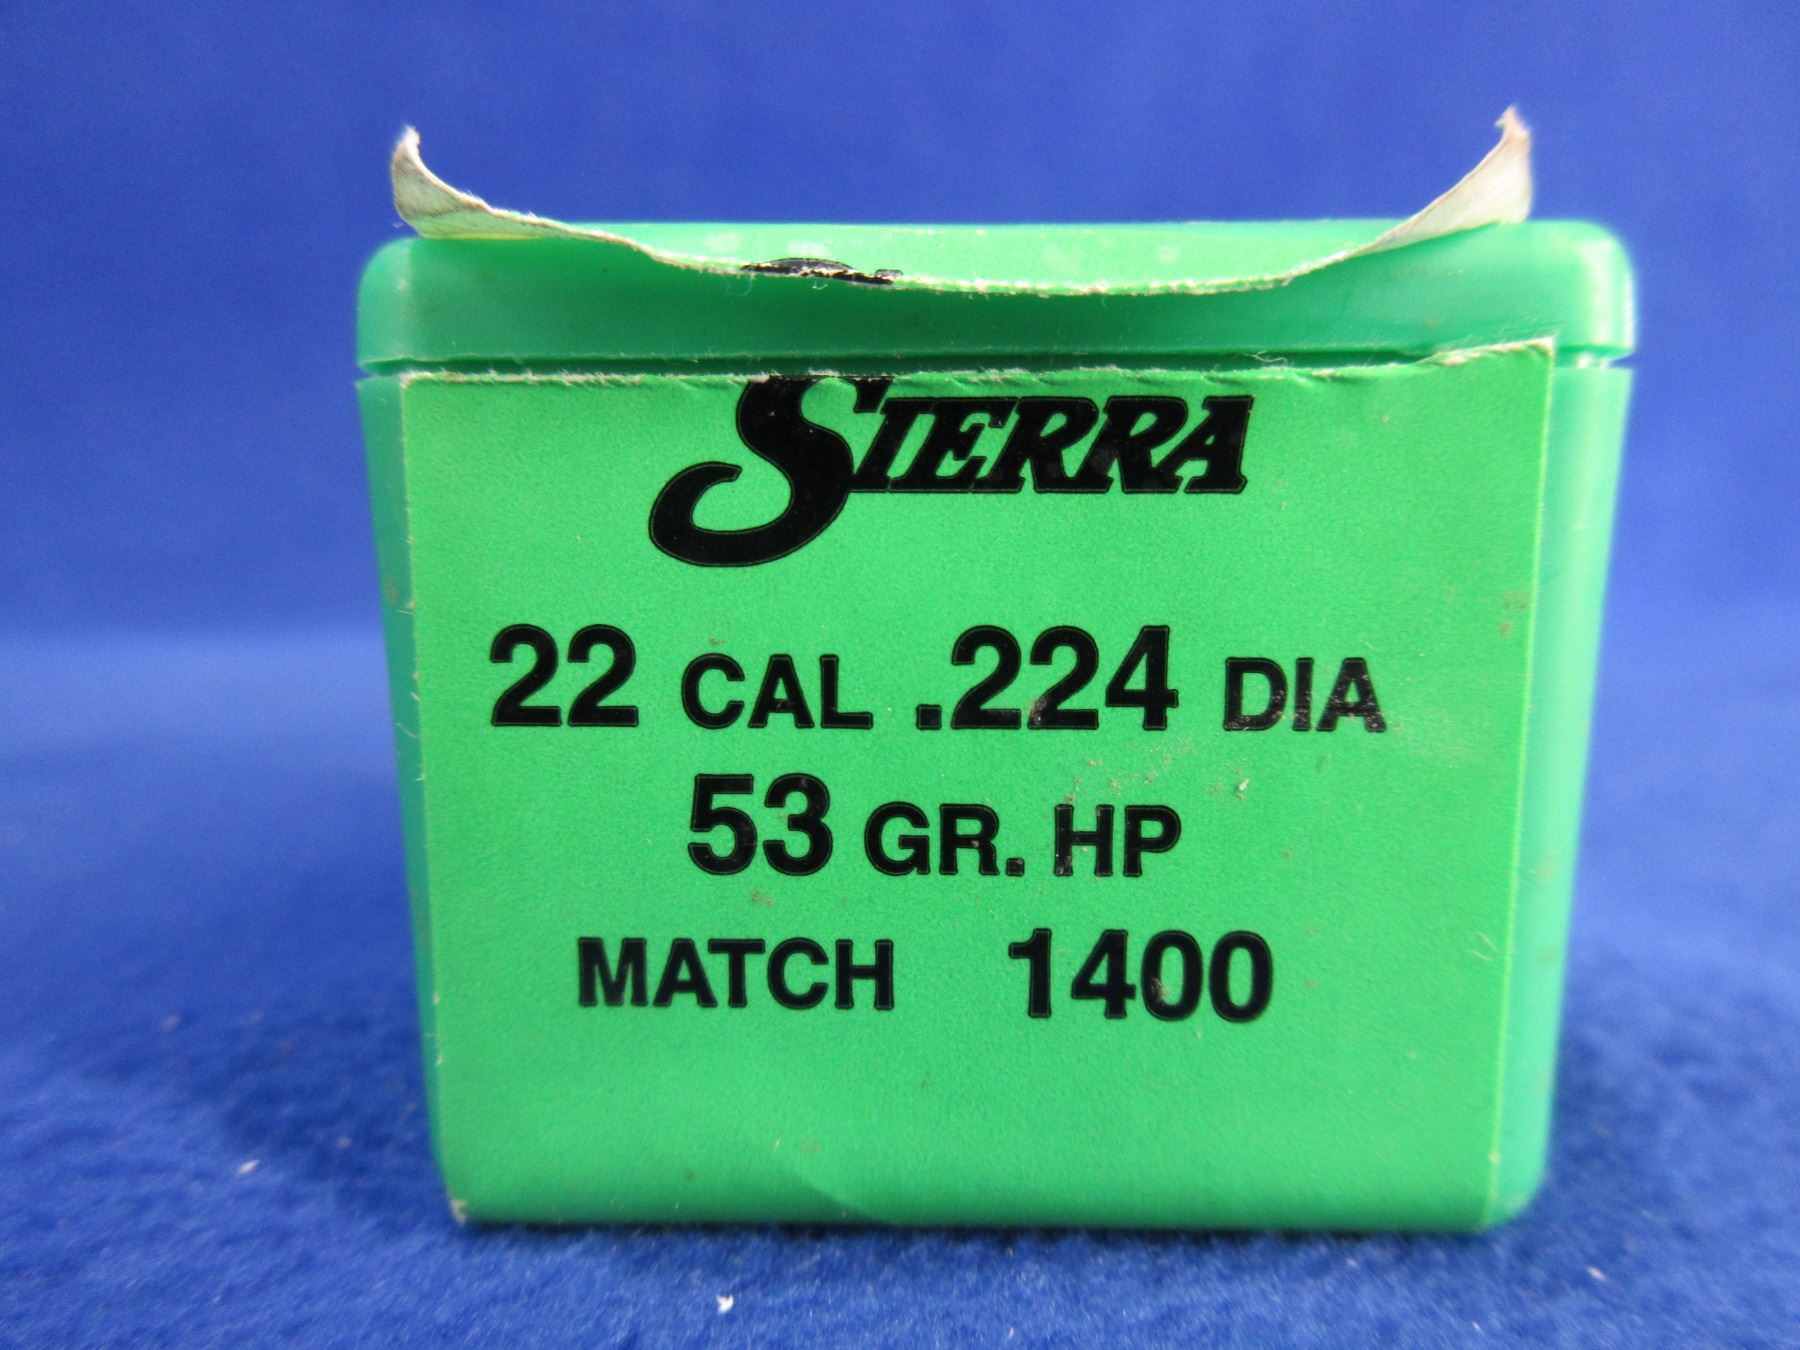 SIERRA
22 CAL .224 DIA
53 GR. HP
MATCH 1400